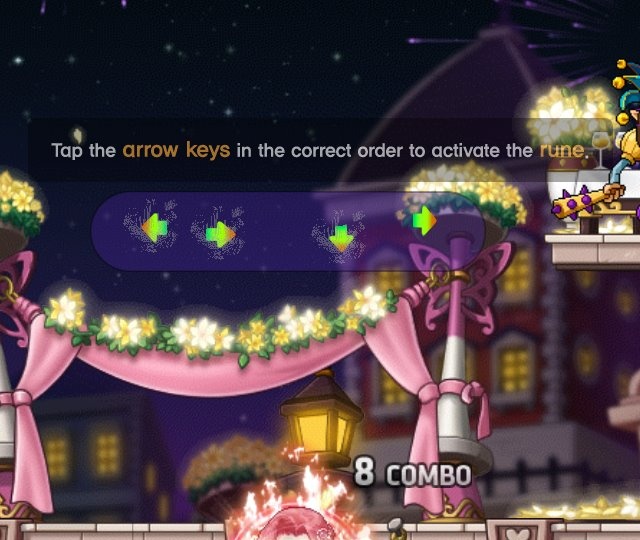 Tap the arrow keys in the correct order to activate the rune.
8 COMBO